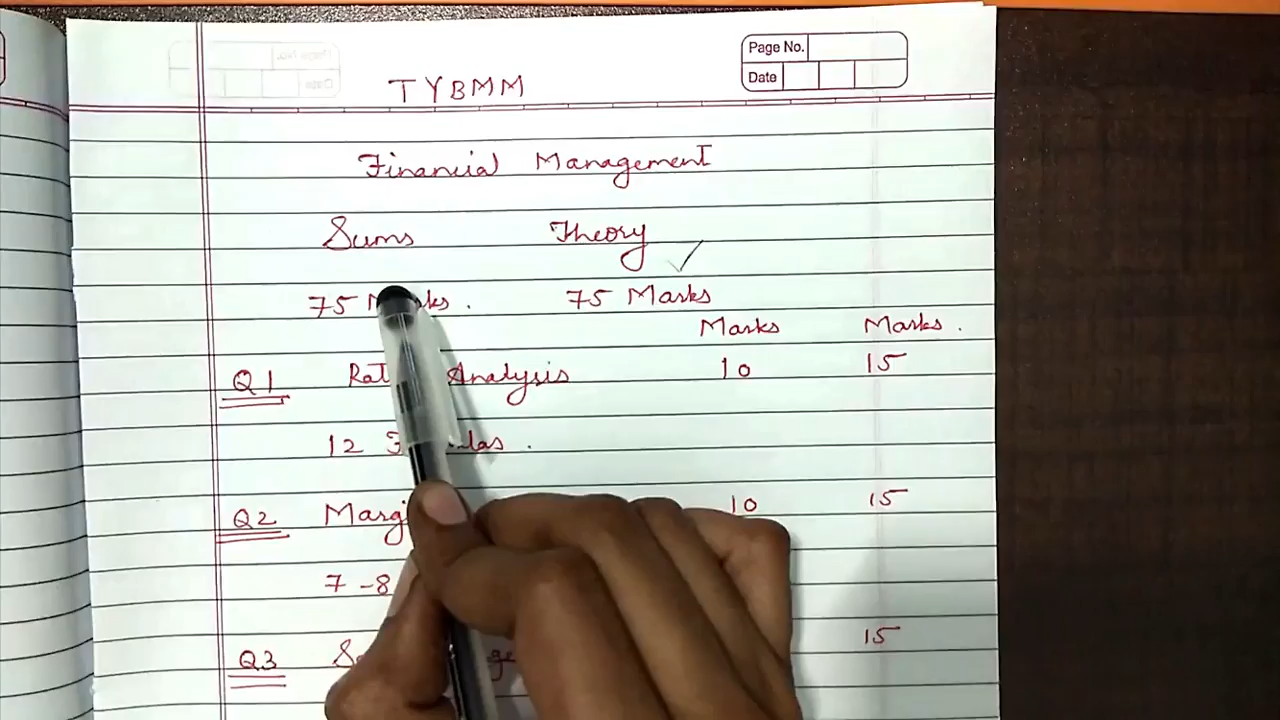 Page No.
Date
TYBMM
Financial Management
Sums Theory
75 Marks. 75 Marks
Marks Marks.
Q1 Analysis 10 15
12
Q2 10 15
7-8
Q3 15